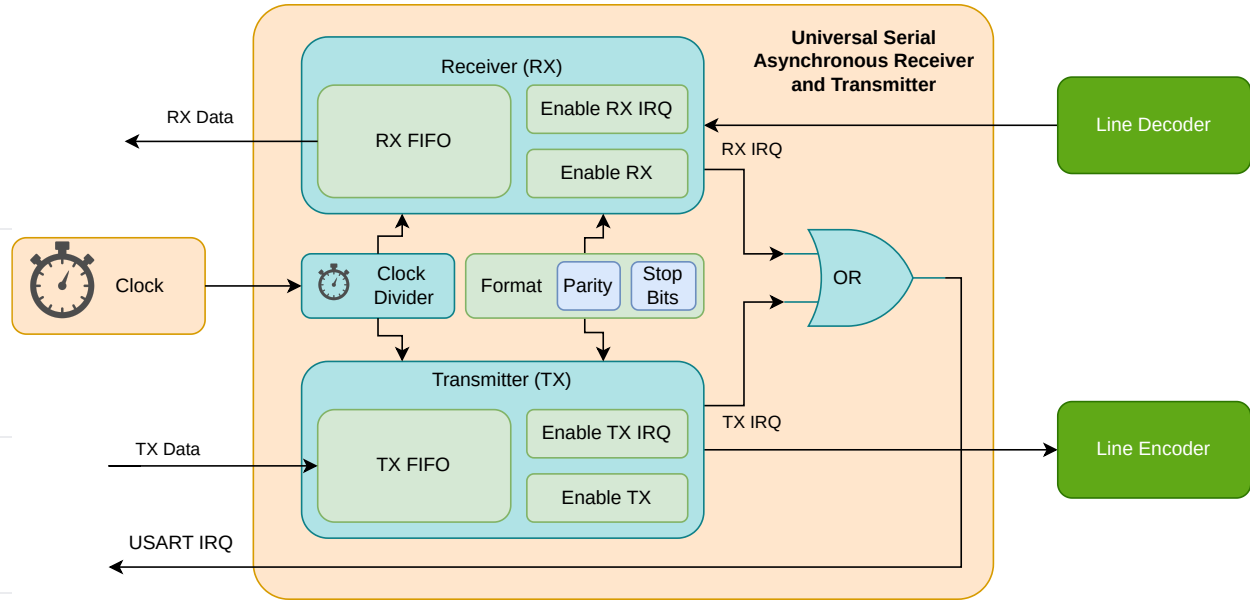 Universal Serial
Asynchronous Receiver
and Transmitter
Receiver (RX)
RX FIFO
Enable RX IRQ
Enable RX
RX Data
Line Decoder
RX IRQ
Clock
Clock
Divider
Format
Parity
Stop
Bits
OR
Transmitter (TX)
TX FIFO
Enable TX IRQ
Enable TX
TX Data
TX IRQ
Line Encoder
USART IRQ